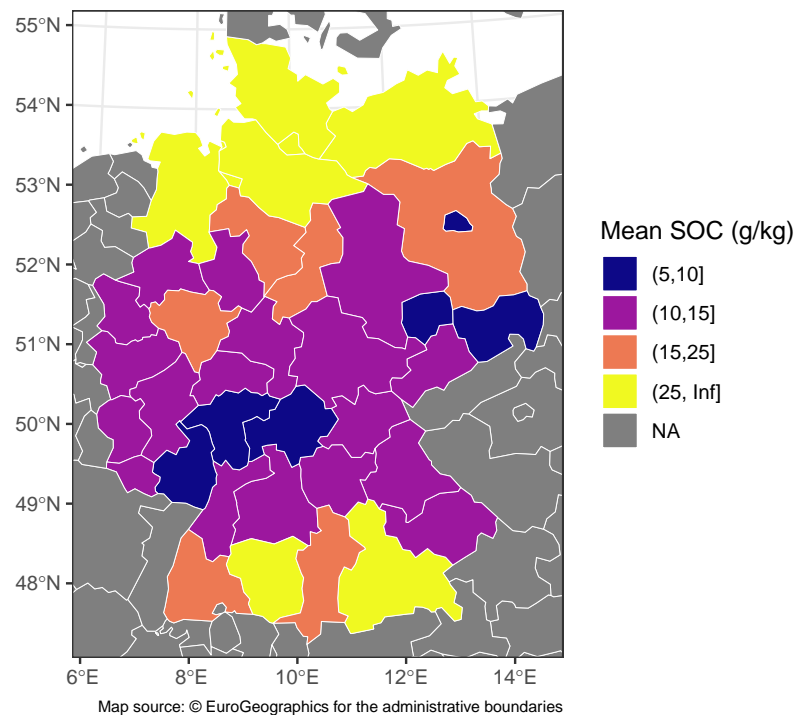 55°N
54°N
53°N
52°N
51°N
50°N
49°N
48°N
6°E 8°E 10°E 12°E 14°E
Mean SOC (g/kg)
(5,10]
(10,15]
(15,25]
(25, Inf]
NA
Map source: © EuroGeographics for the administrative boundaries